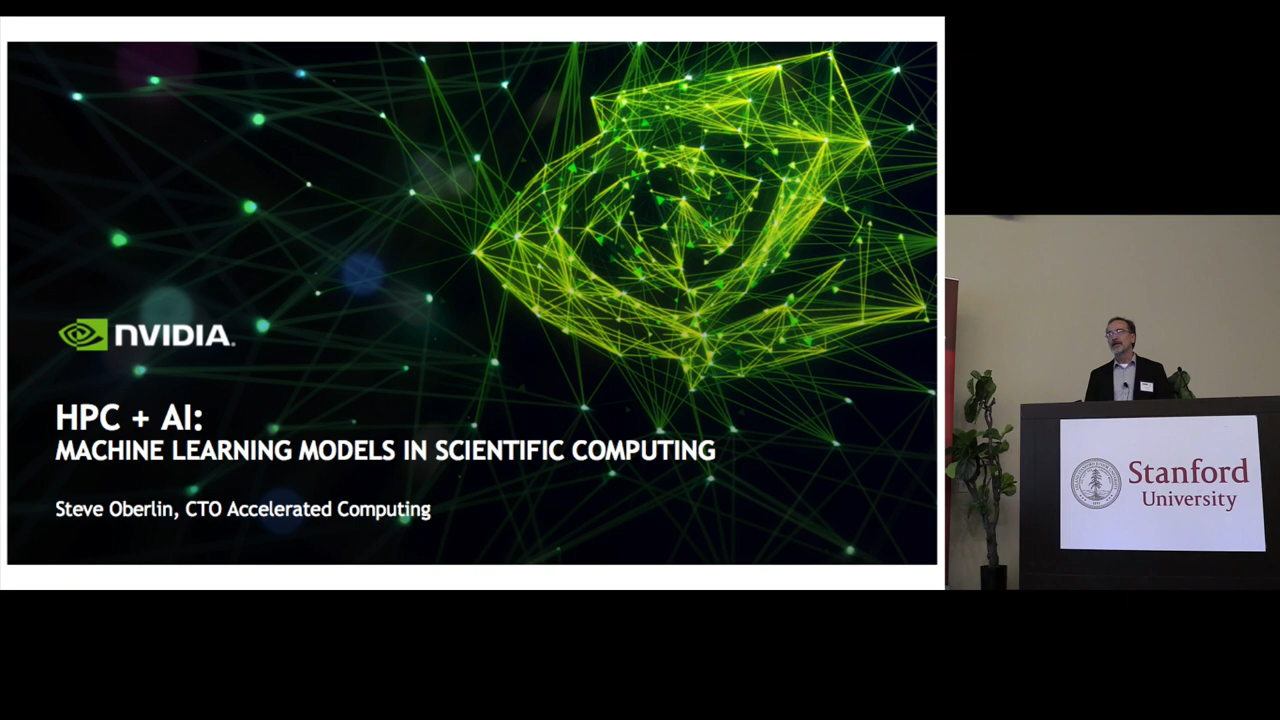 NVIDIA.
HPC + AI:
MACHINE LEARNING MODELS IN SCIENTIFIC COMPUTING
Steve Oberlin, CTO Accelerated Computing
Stanford
University